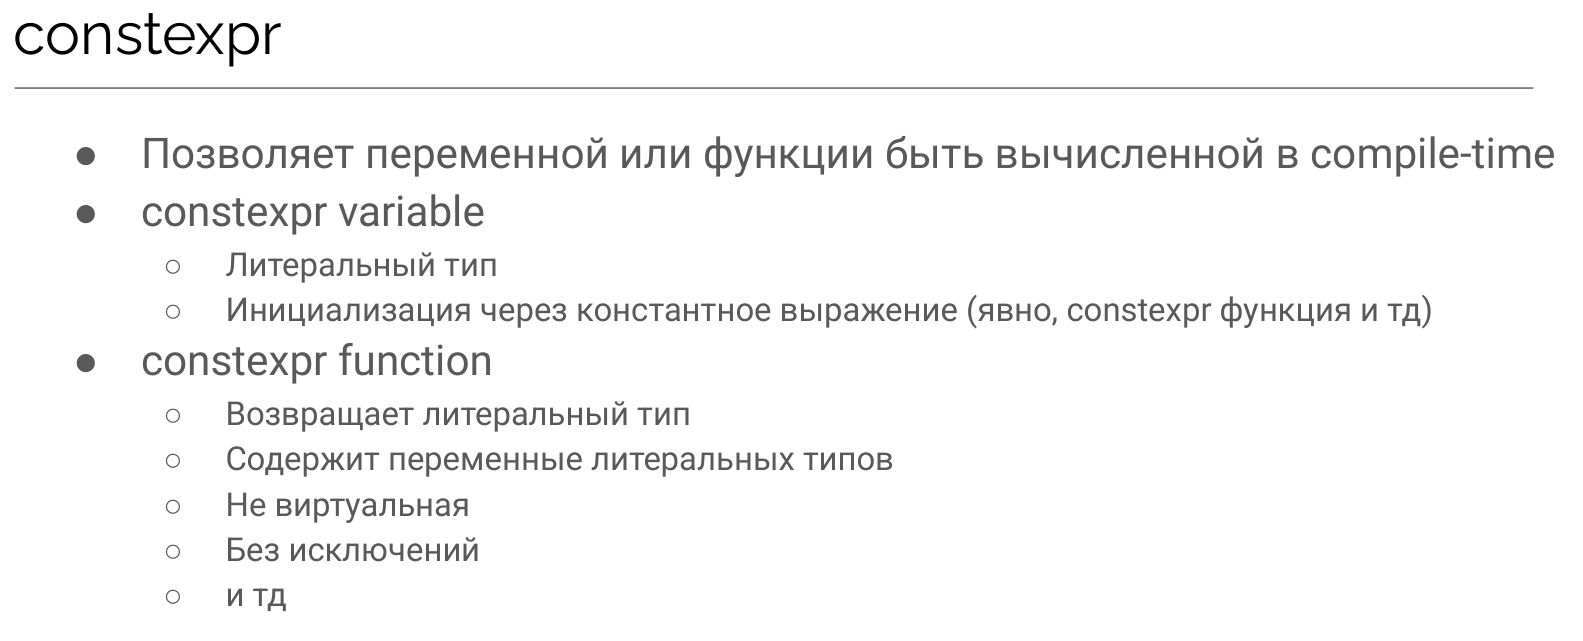 constexpr
● Позволяет переменной или функции быть вычисленной в compile-time
● constexpr variable
○ Литеральный тип
○ Инициализация через константное выражение (явно, constexpr функция и тд)
● constexpr function
○ Возвращает литеральный тип
○ Содержит переменные литеральных типов
○ Не виртуальная
○ Без исключений
○ и тд